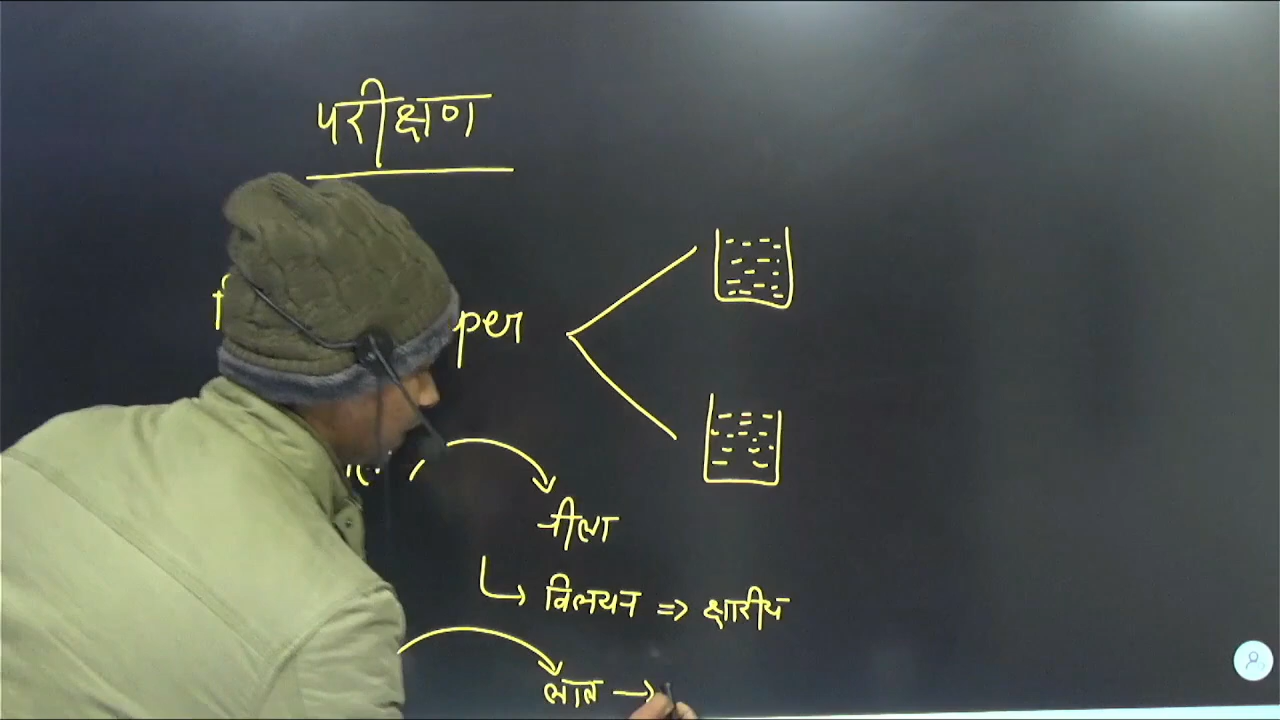 परीक्षण
per
नीला
विलयन => क्षारीय
लाल →